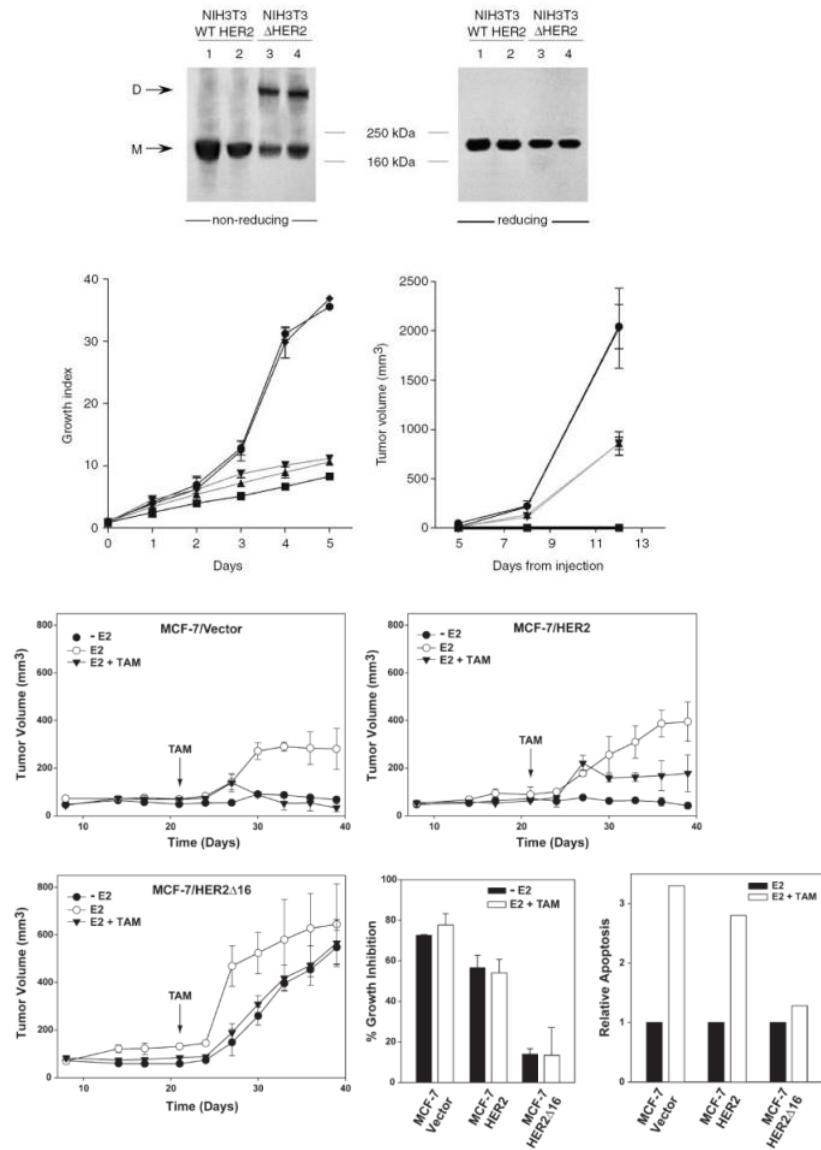 NIH3T3 NIH3T3
WT HER2 ΔHER2
1 2 3 4
D
M
non-reducing
250 kDa
160 kDa
NIH3T3 NIH3T3
WT HER2 ΔHER2
1 2 3 4
reducing
40
30
20
10
0
Growth index
0 1 2 3 4 5
Days
2500
2000
1500
1000
500
0
Tumor volume (mm3)
5 7 9 11 13
Days from injection
MCF-7/Vector
- E2
E2
E2 + TAM
TAM
800
600
400
200
0
Tumor Volume (mm3)
10 20 30 40
Time (Days)
MCF-7/HER2
- E2
E2
E2 + TAM
TAM
800
600
400
200
0
Tumor Volume (mm3)
10 20 30 40
Time (Days)
MCF-7/HER2Δ16
- E2
E2
E2 + TAM
TAM
800
600
400
200
0
Tumor Volume (mm3)
10 20 30 40
Time (Days)
- E2
E2 + TAM
100
80
60
40
20
0
% Growth Inhibition
MCF-7
Vector
MCF-7
HER2
MCF-7
HER2Δ16
E2
E2 + TAM
3
2
1
0
Relative Apoptosis
MCF-7
Vector
MCF-7
HER2
MCF-7
HER2Δ16